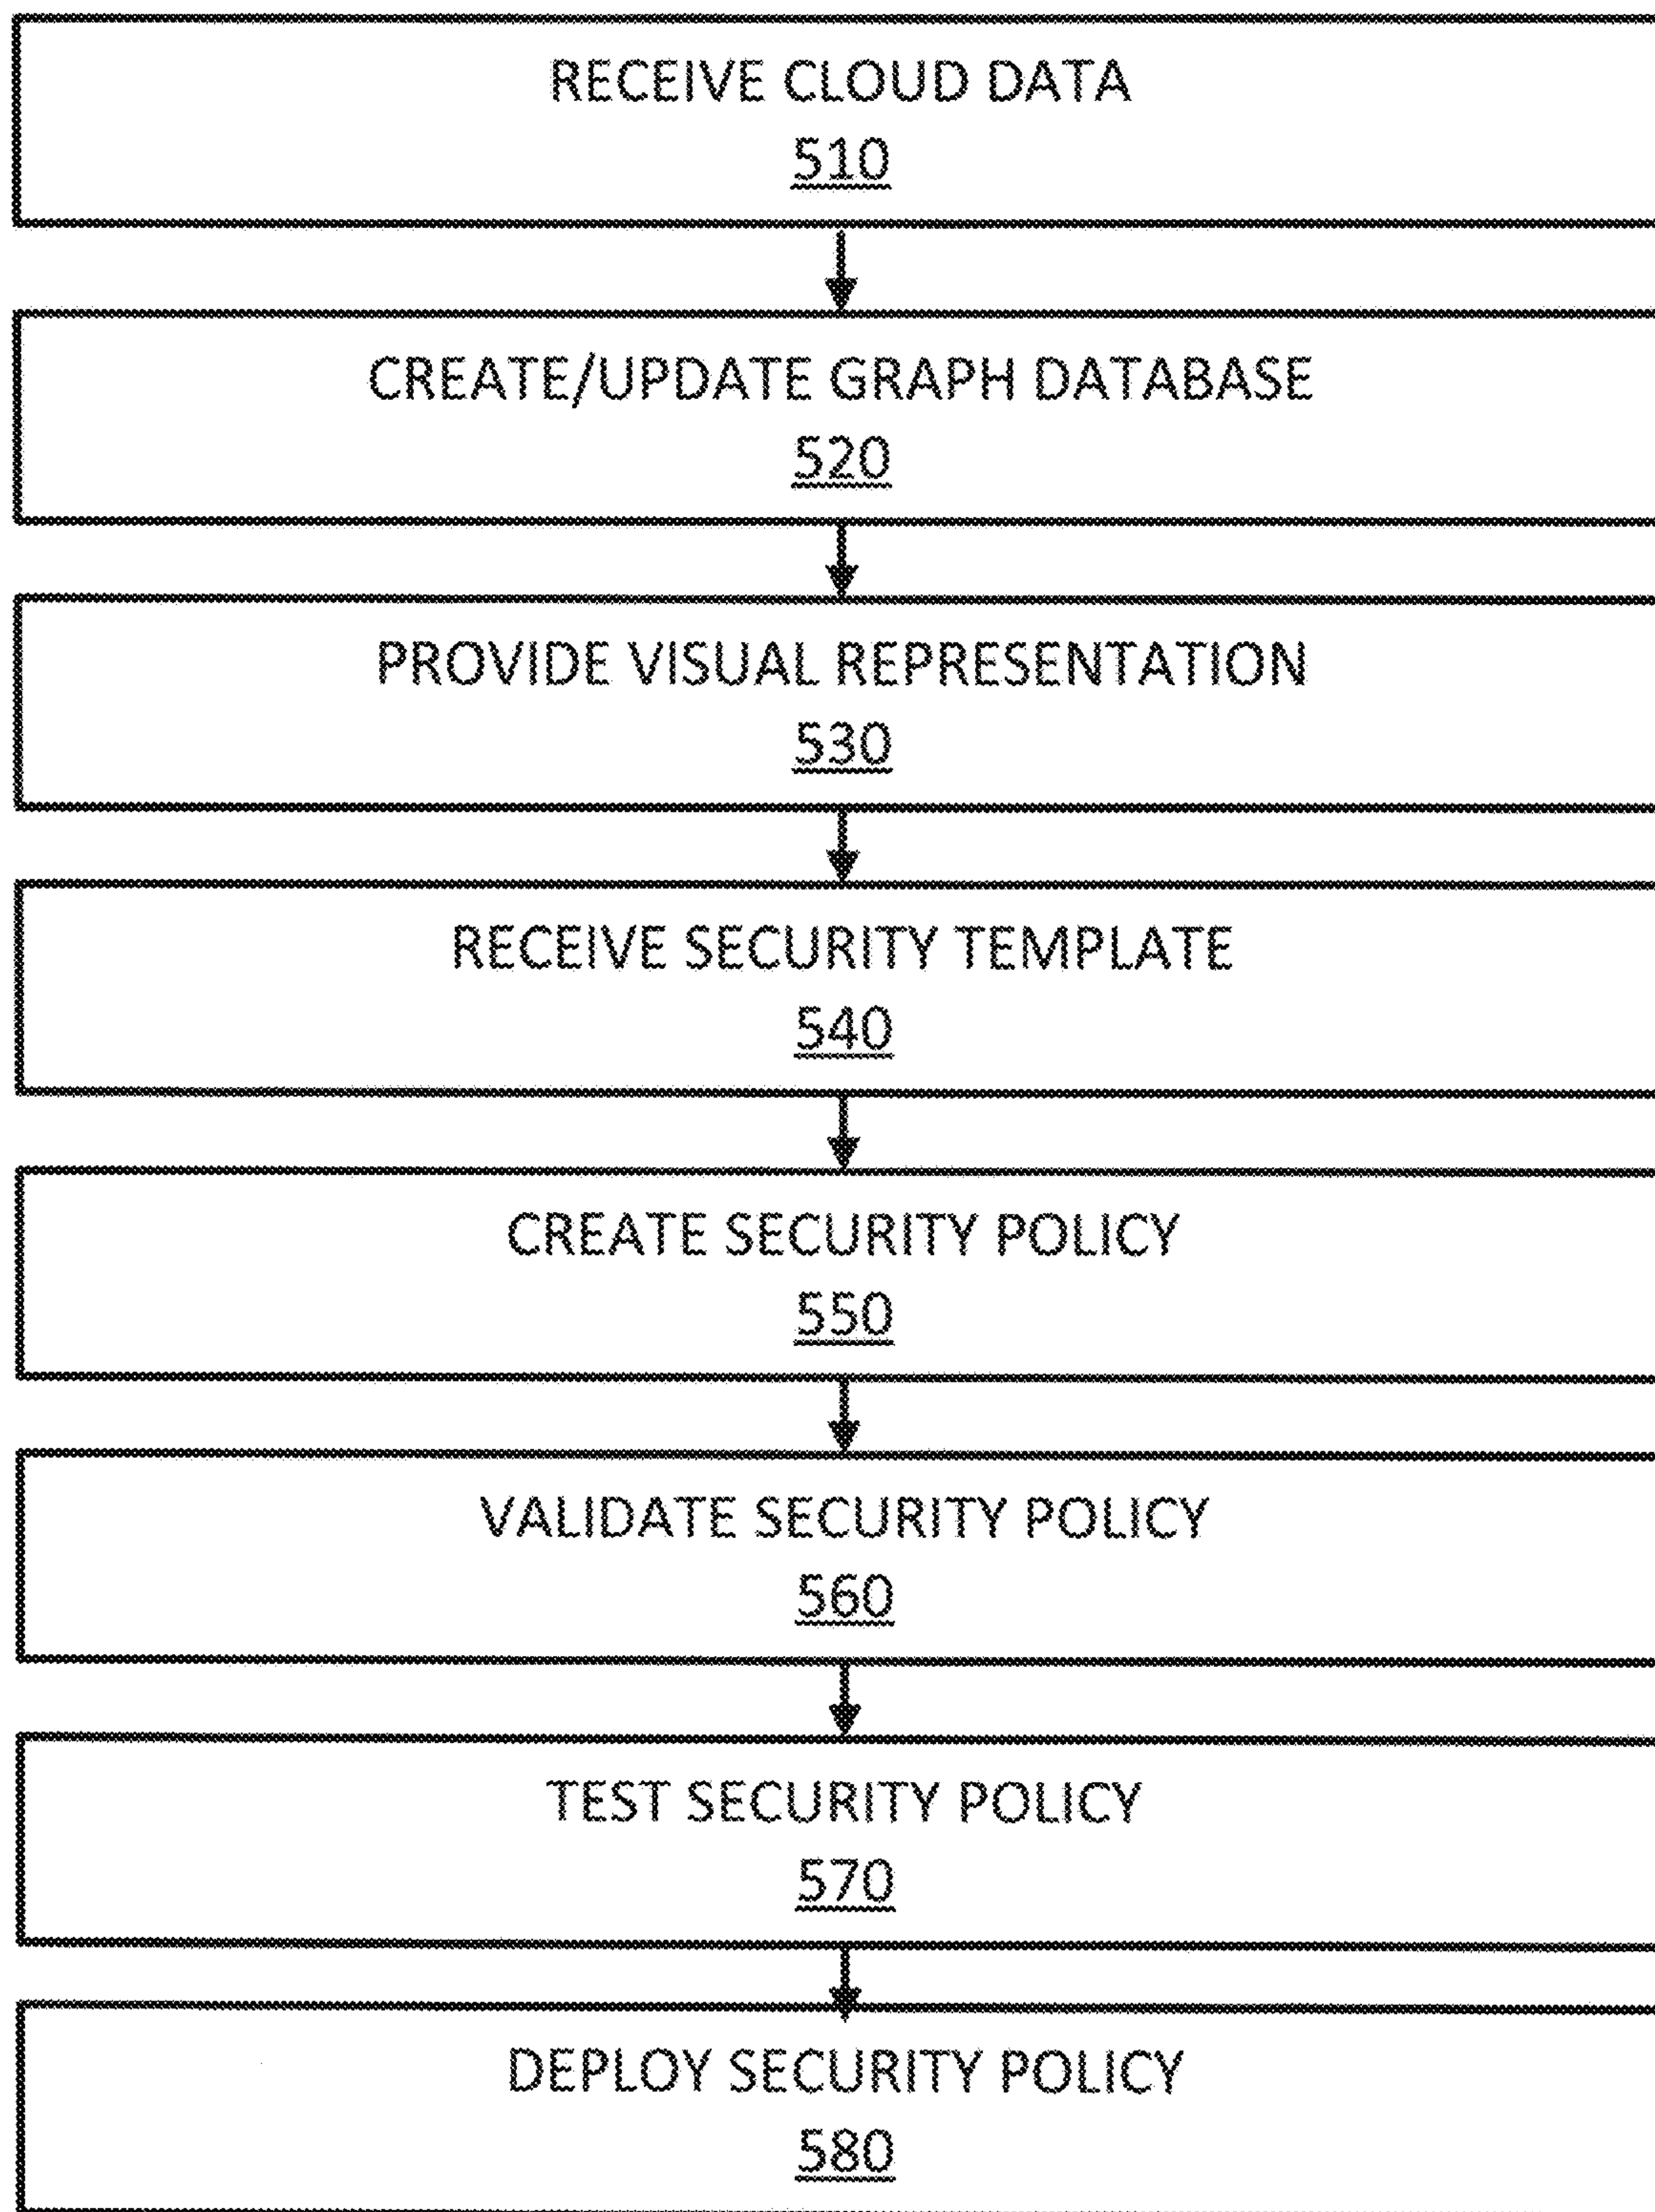 RECEIVE CLOUD DATA
510
CREATE/UPDATE GRAPH DATABASE
520
PROVIDE VISUAL REPRESENTATION
530
RECEIVE SECURITY TEMPLATE
540
CREATE SECURITY POLICY
550
VALIDATE SECURITY POLICY
560
TEST SECURITY POLICY
570
DEPLOY SECURITY POLICY
580